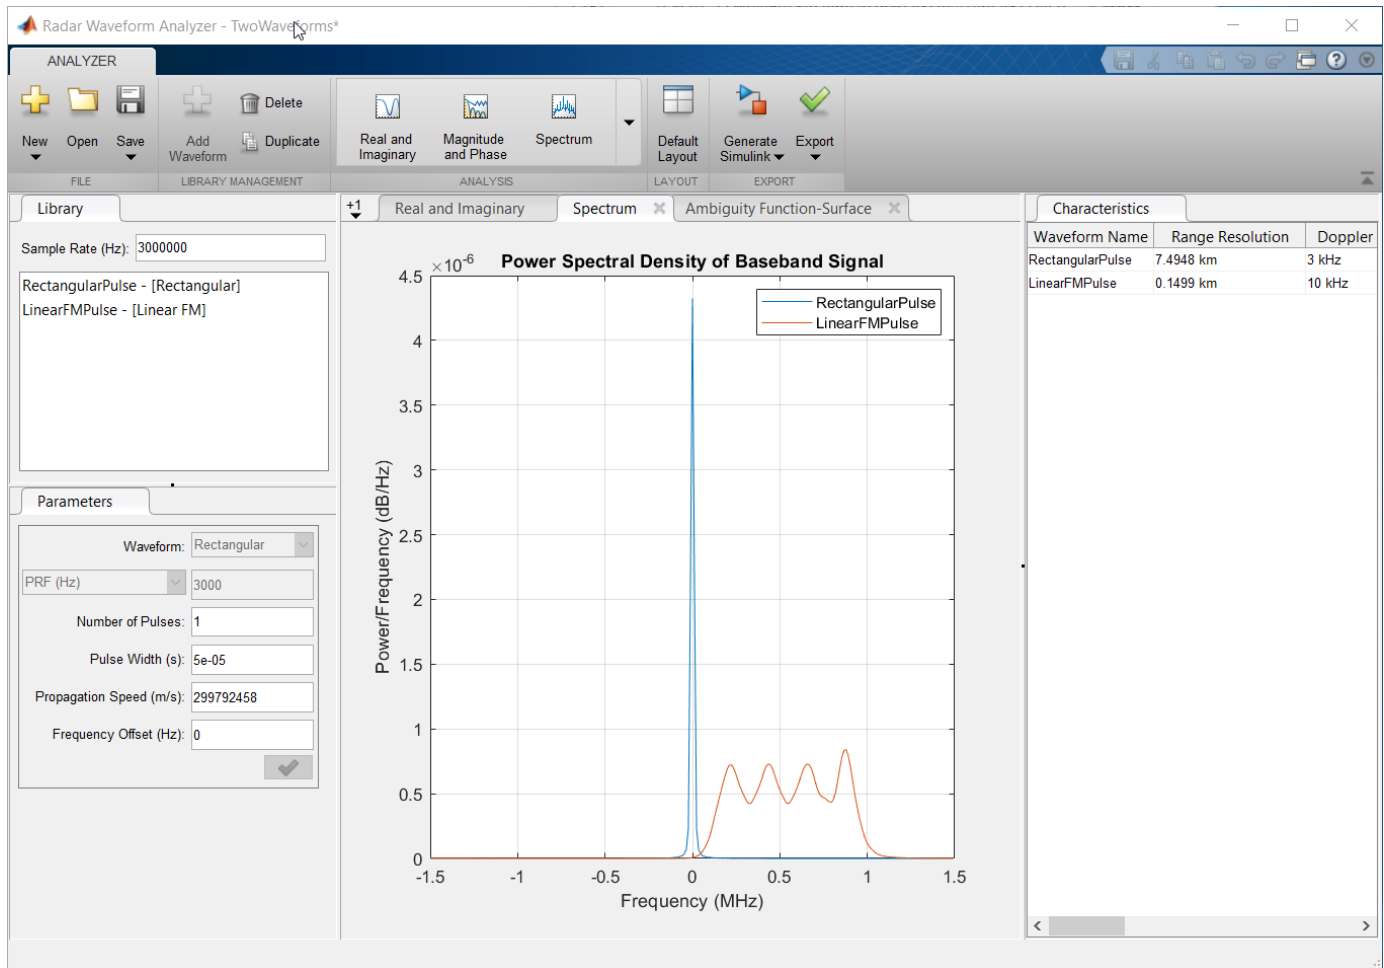 Radar Waveform Analyzer - TwoWaveforms*
ANALYZER
New
Open
Save
Add
Waveform
Delete
Duplicate
Real and
Imaginary
Magnitude
and Phase
Spectrum
Default
Layout
Generate
Simulink
Export
FILE
LIBRARY MANAGEMENT
ANALYSIS
LAYOUT
EXPORT
Library
Sample Rate (Hz): 3000000
RectangularPulse - [Rectangular]
LinearFMPulse - [Linear FM]
Parameters
Waveform: Rectangular
PRF (Hz) 3000
Number of Pulses: 1
Pulse Width (s): 5e-05
Propagation Speed (m/s): 299792458
Frequency Offset (Hz): 0
+1
Real and Imaginary
Spectrum
Ambiguity Function-Surface
Power Spectral Density of Baseband Signal
×10-6
4.5
4
3.5
3
2.5
2
1.5
1
0.5
0
Power/Frequency (dB/Hz)
RectangularPulse
LinearFMPulse
-1.5 -1 -0.5 0 0.5 1 1.5
Frequency (MHz)
Characteristics
Waveform Name Range Resolution Doppler
RectangularPulse 7.4948 km 3 kHz
LinearFMPulse 0.1499 km 10 kHz